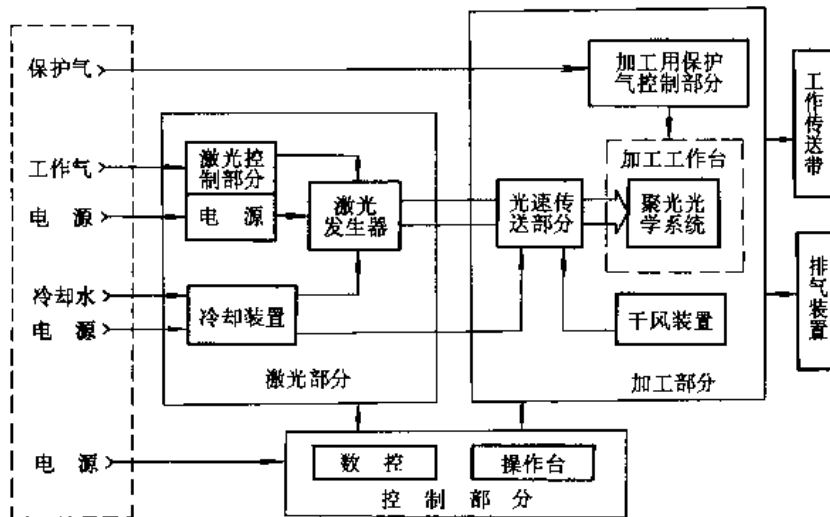 保护气
加工用保护
气控制部分
工作传送带
工作气
激光控
制部分
加工工作台
电 源
电 源
激光
发生器
光速传
送部分
聚光光
学系统
冷却水
冷却装置
电 源
干风装置
排气装置
激光部分
加工部分
电 源
数 控
操作台
控 制 部 分